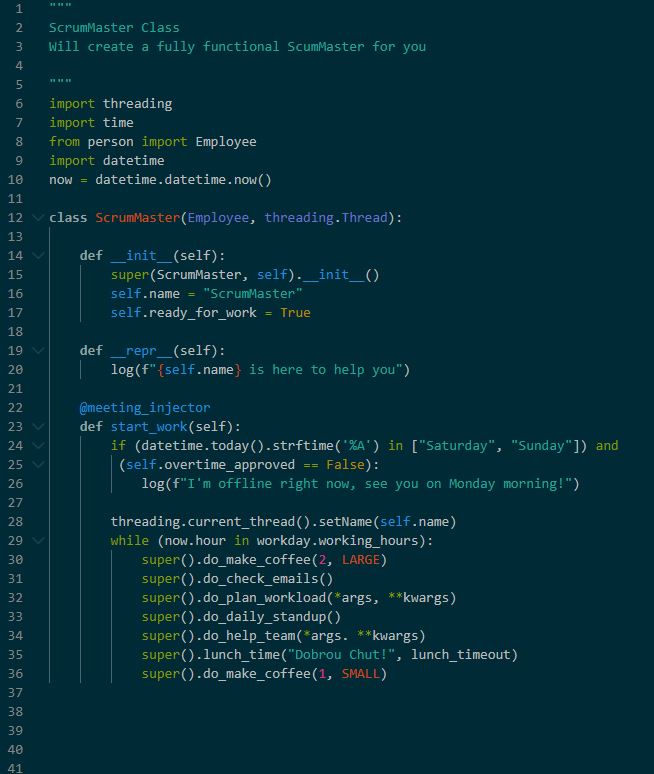 1 """
2 ScrumMaster Class
3 Will create a fully functional ScumMaster for you
4
5 """
6 import threading
7 import time
8 from person import Employee
9 import datetime
10 now = datetime.datetime.now()
11
12 class ScrumMaster(Employee, threading.Thread):
13
14 def __init__(self):
15 super(ScrumMaster, self).__init__()
16 self.name = "ScrumMaster"
17 self.ready_for_work = True
18
19 def __repr__(self):
20 log(f"{self.name} is here to help you")
21
22 @meeting_injector
23 def start_work(self):
24 if (datetime.today().strftime('%A') in ["Saturday", "Sunday"]) and
25 (self.overtime_approved == False):
26 log(f"I'm offline right now, see you on Monday morning!")
27
28 threading.current_thread().setName(self.name)
29 while (now.hour in workday.working_hours):
30 super().do_make_coffee(2, LARGE)
31 super().do_check_emails()
32 super().do_plan_workload(*args, **kwargs)
33 super().do_daily_standup()
34 super().do_help_team(*args. **kwargs)
35 super().lunch_time("Dobrou Chut!", lunch_timeout)
36 super().do_make_coffee(1, SMALL)
37
38
39
40
41